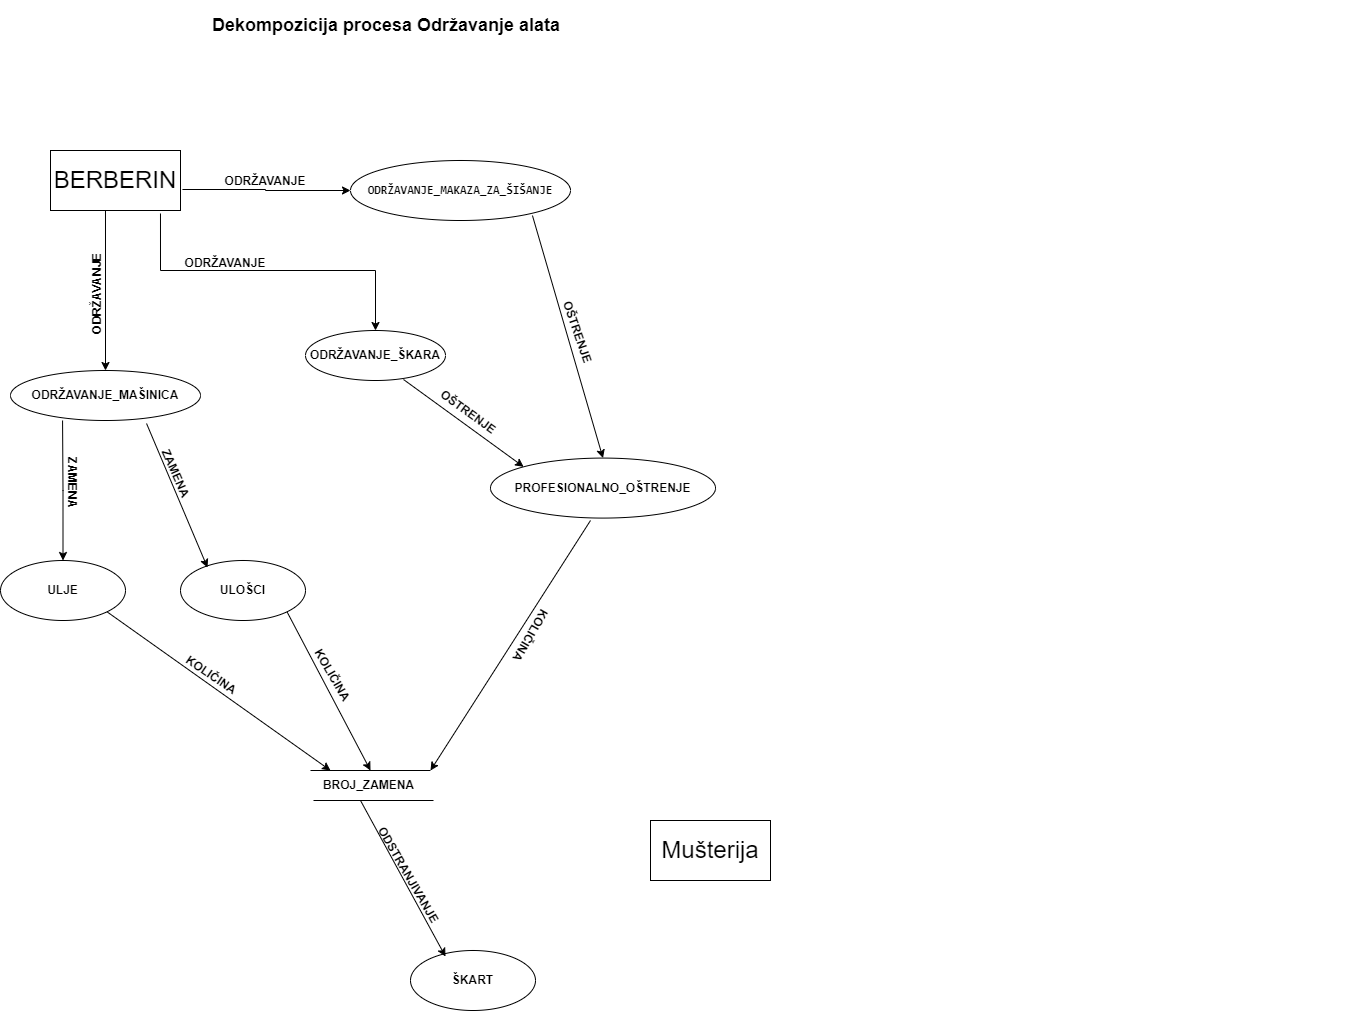 Dekompozicija procesa Održavanje alata
BERBERIN
ODRŽAVANJE
ODRŽAVANJE_MAKAZA_ZA_ŠIŠANJE
ODRŽAVANJE
ODRŽAVANJE
OŠTRENJE
ODRŽAVANJE_ŠKARA
ODRŽAVANJE_MAŠINICA
OŠTRENJE
ZAMENA
ZAMENA
PROFESIONALNO_OŠTRENJE
ULJE
ULOŠCI
KOLIČINA
KOLIČINA
KOLIČINA
BROJ_ZAMENA
Mušterija
ODSTRANJIVANJE
ŠKART